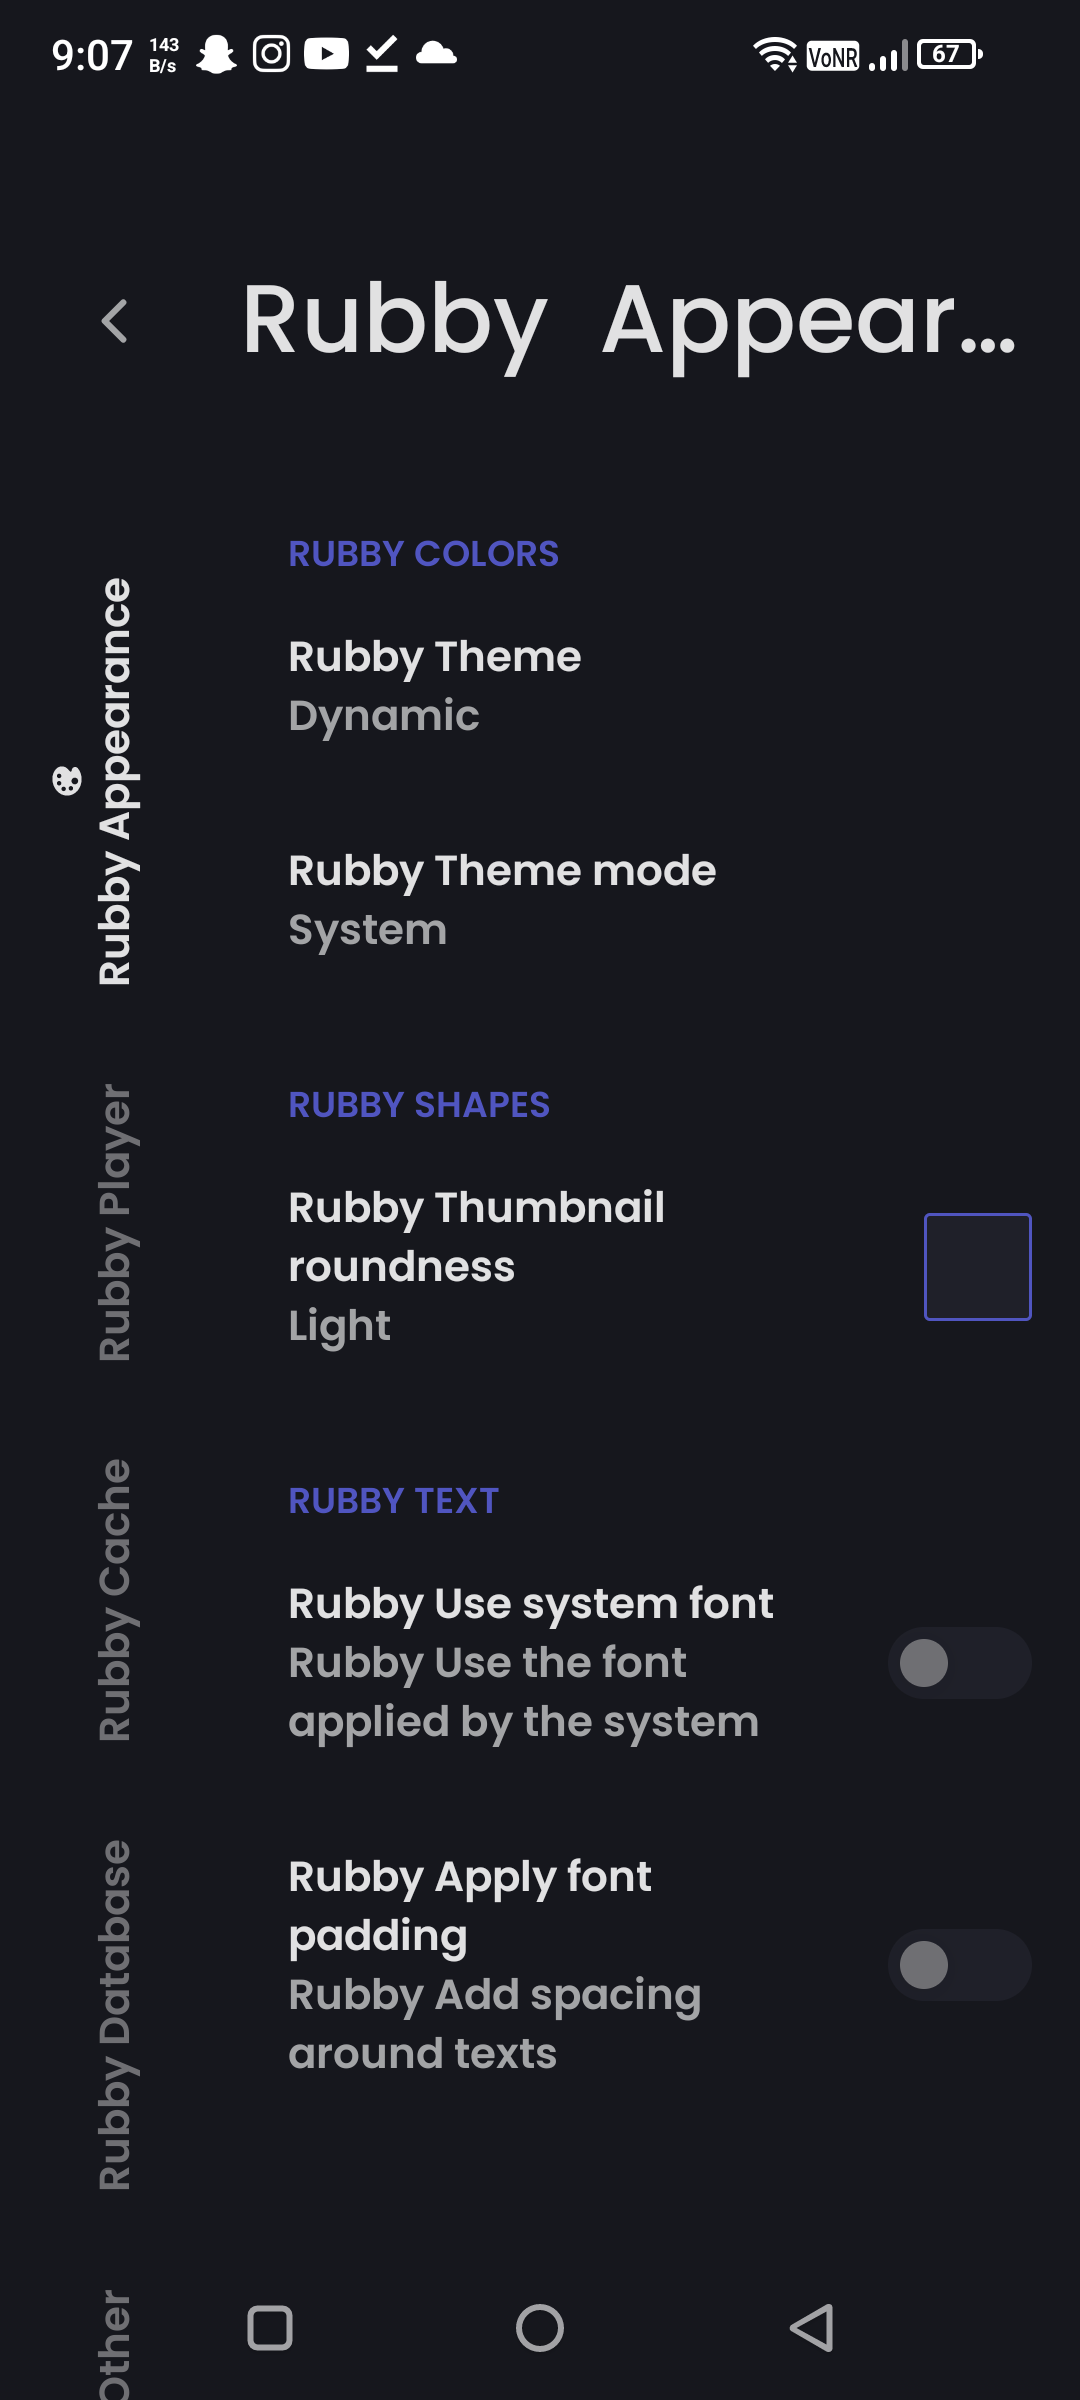 9:07
143
B/s
VoNR
67
Rubby Appear...
RUBBY COLORS
Rubby Theme
Dynamic
Rubby Theme mode
System
RUBBY SHAPES
Rubby Thumbnail
roundness
Light
RUBBY TEXT
Rubby Use system font
Rubby Use the font
applied by the system
Rubby Apply font
padding
Rubby Add spacing
around texts
Rubby Appearance
Rubby Player
Rubby Cache
Rubby Database
Other